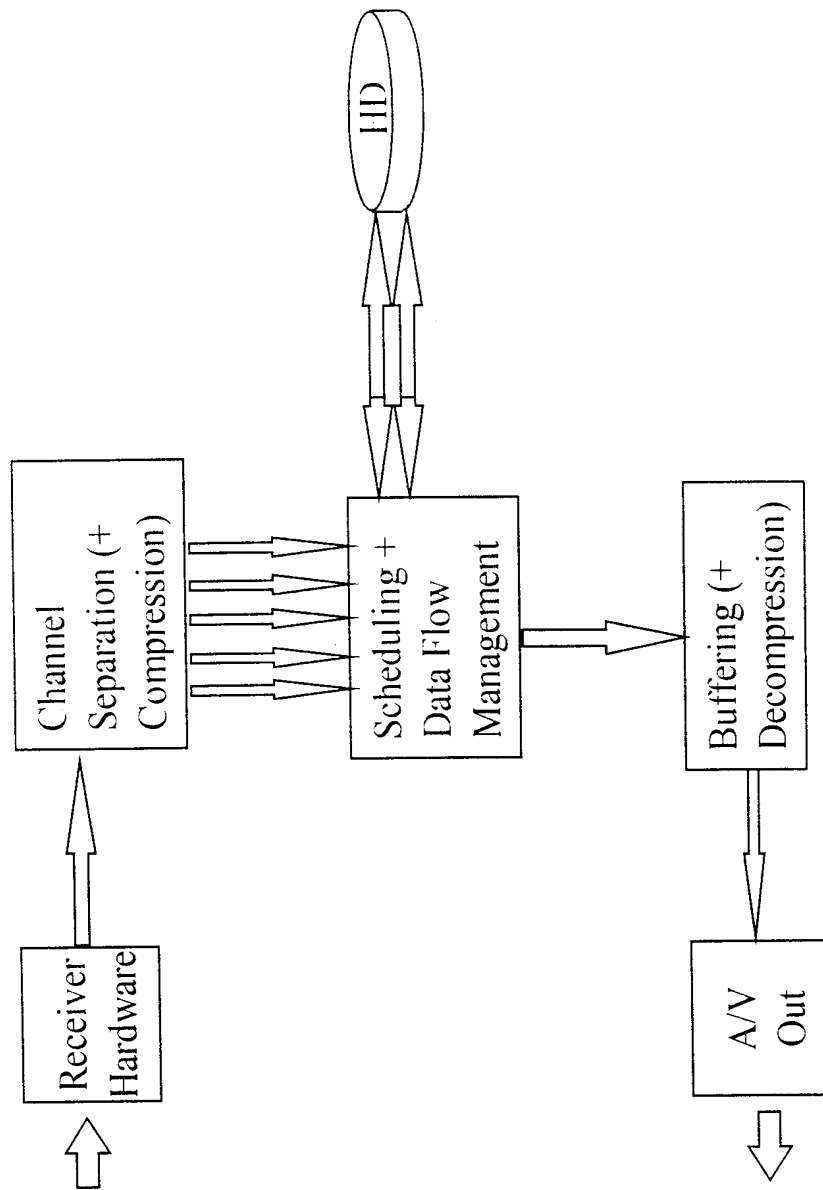 Receiver
Hardware
Channel
Separation (+
Compression)
Scheduling +
Data Flow
Management
HD
Buffering (+
Decompression)
A/V
Out